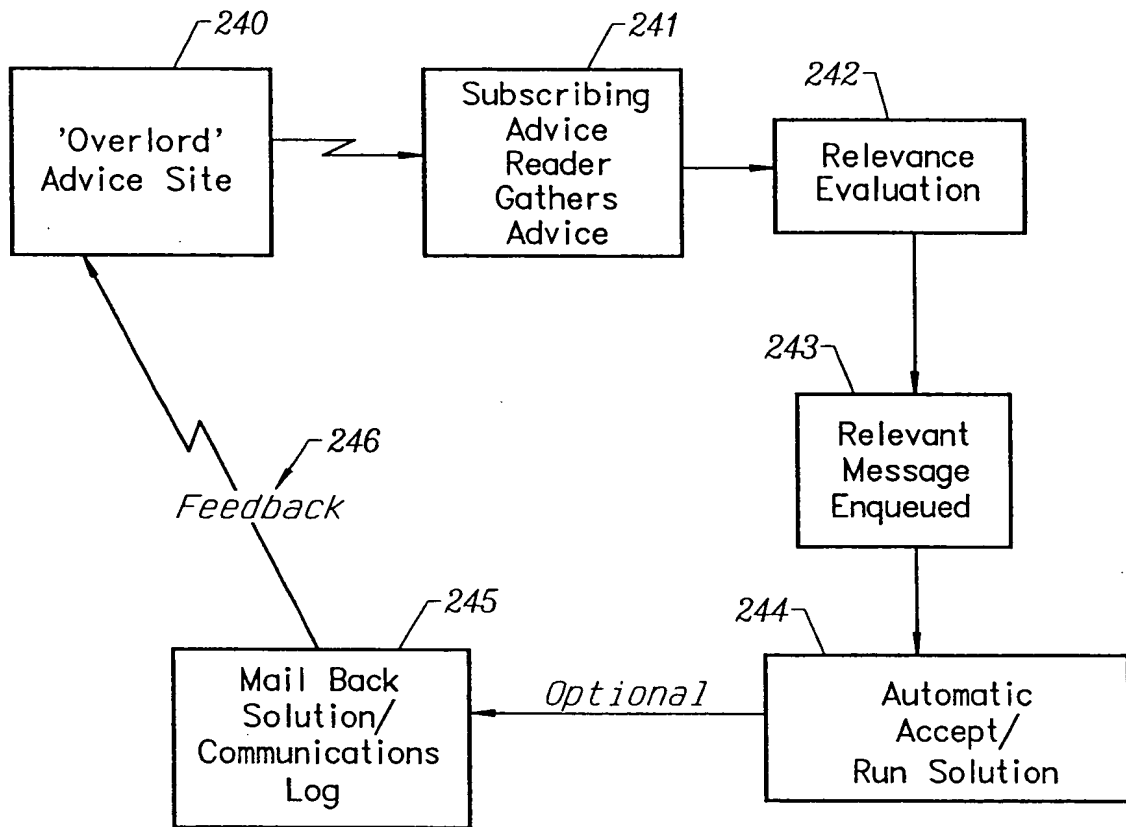 240
'Overlord'
Advice Site
241
Subscribing
Advice
Reader
Gathers
Advice
242
Relevance
Evaluation
243
Relevant
Message
Enqueued
244
Automatic
Accept/
Run Solution
Optional
245
Mail Back
Solution/
Communications
Log
246
Feedback